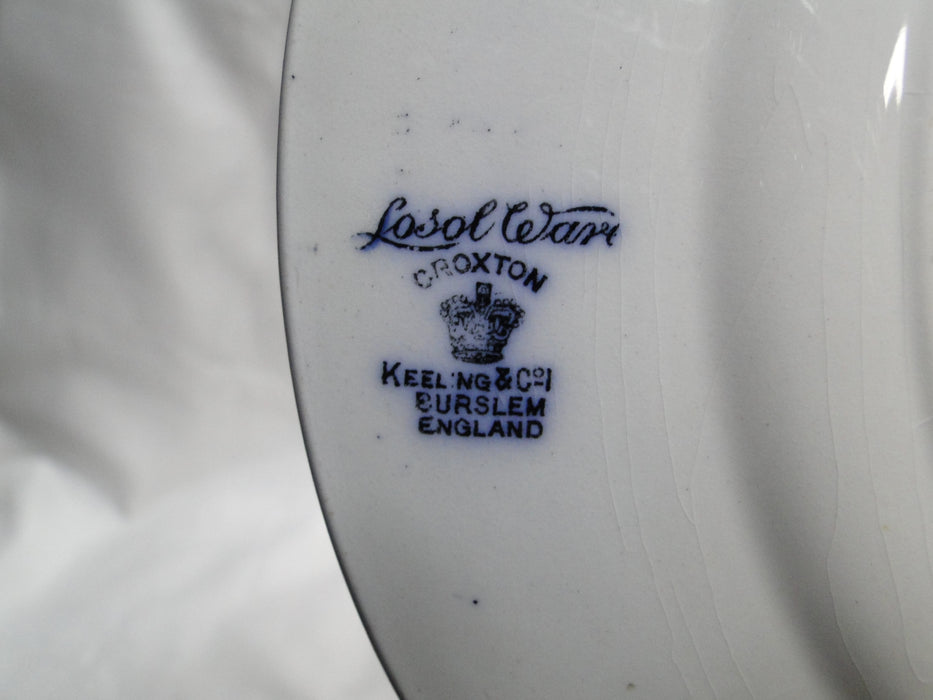 Losol Ware
CROXTON
KEELING & Co. L
BURSLEM
ENGLAND